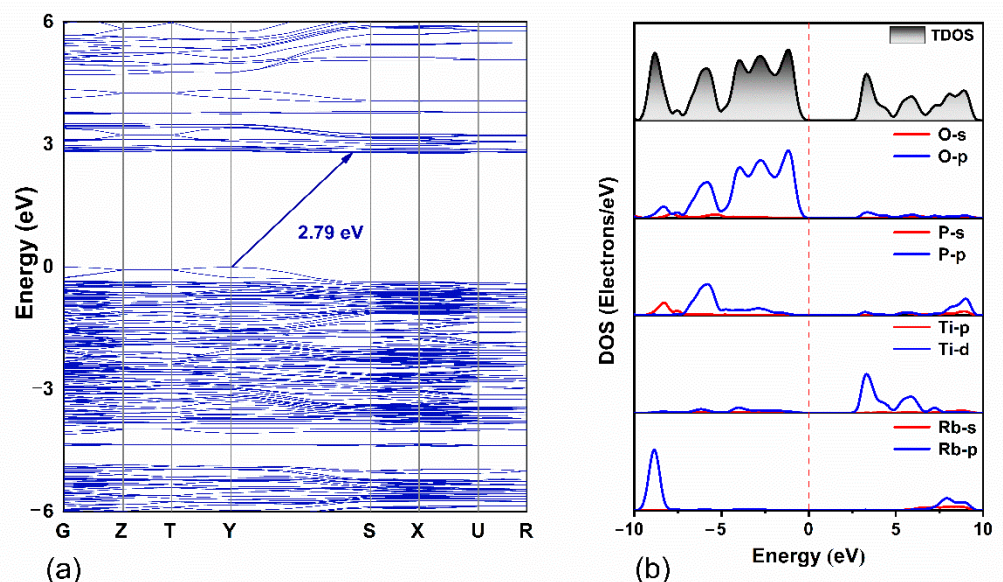 6
3
0
−3
−6
Energy (eV)
2.79 eV
G Z T Y S X U R
(a)
TDOS
O-s
O-p
P-s
P-p
Ti-p
Ti-d
Rb-s
Rb-p
DOS (Electrons/eV)
−10 −5 0 5 10
Energy (eV)
(b)